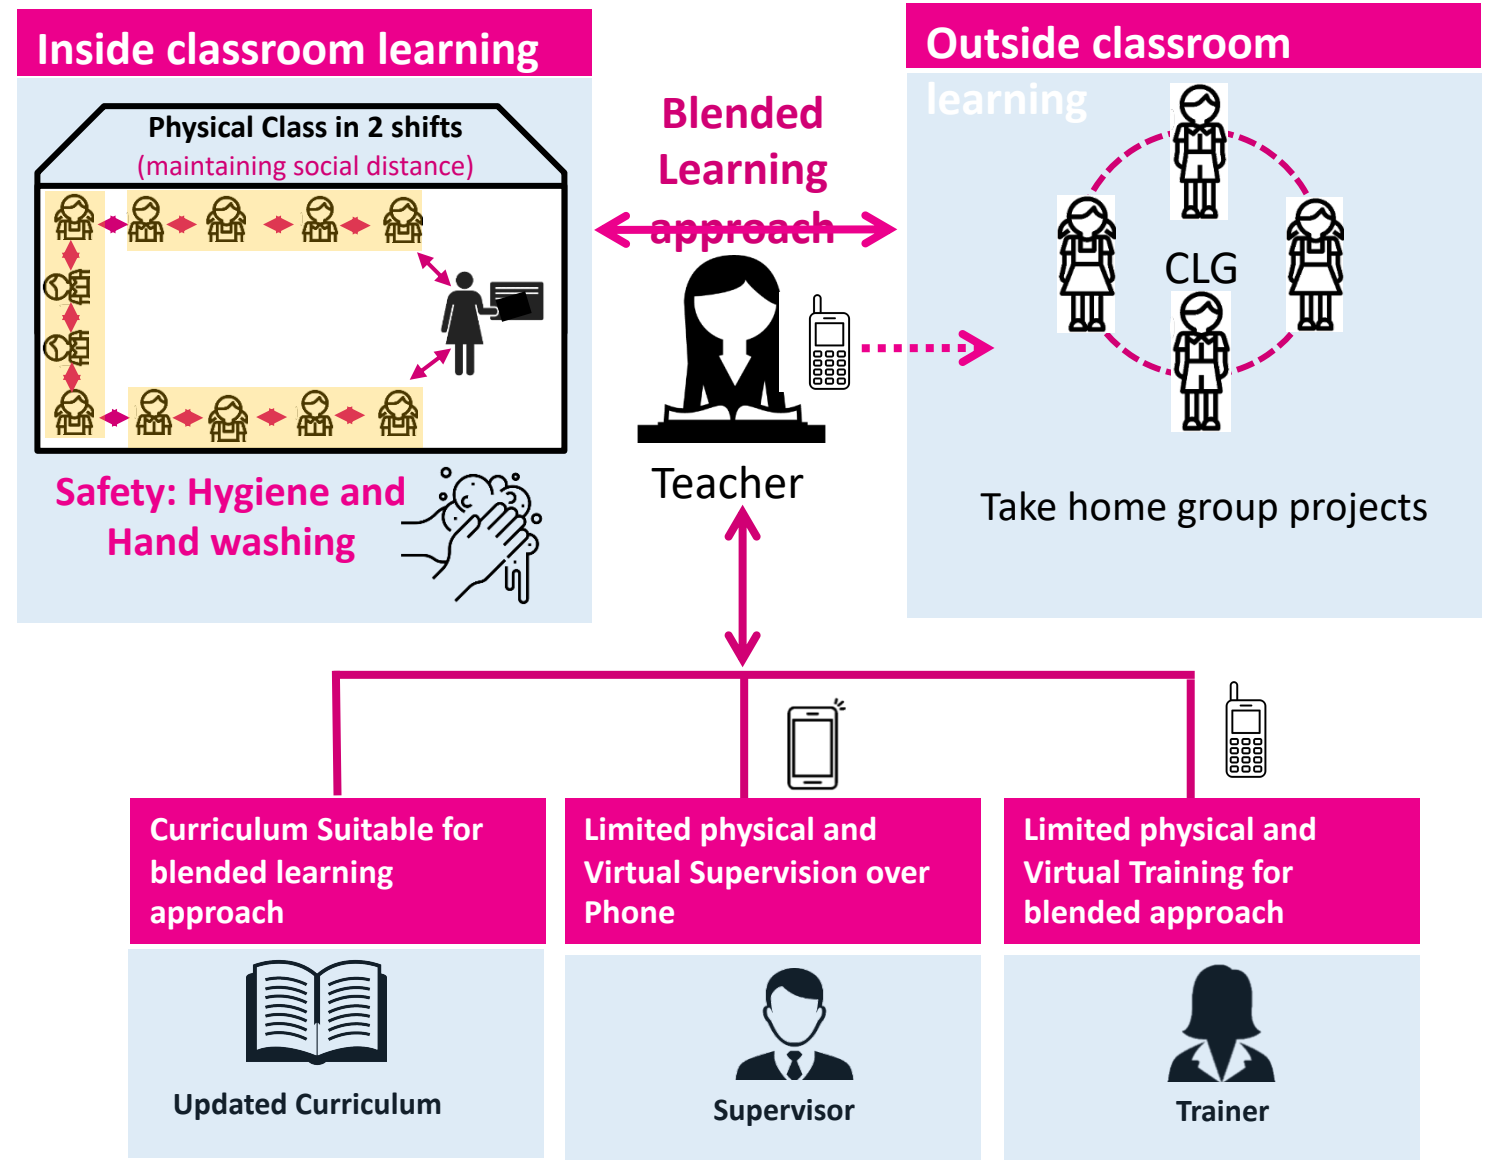 Inside classroom learning
Physical Class in 2 shifts
(maintaining social distance)
Safety: Hygiene and
Hand washing
Blended
Learning
approach
Teacher
Outside classroom
learning
CLG
Take home group projects
Curriculum Suitable for
blended learning
approach
Updated Curriculum
Limited physical and
Virtual Supervision over
Phone
Supervisor
Limited physical and
Virtual Training for
blended approach
Trainer